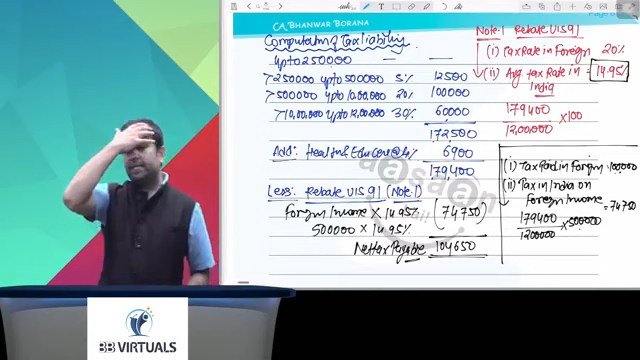 CA BHANWAR BORANA
Computation of Tax liability
upto 250000 — —
>250000 upto 500000 5% 12500
>500000 upto 10,00,000 20% 100000
>10,00,000 upto 12,00,000 30% 60000
172500
Add: Health & Edu Cess @ 4% 6900
179400
Less: Rebate U/S 91 (Note.1)
Foreign Income × 14.95% (74750)
500000 × 14.95%
Net tax Payable 104650
Note:1 Rebate U/S 91
(i) Tax Rate in Foreign 20%
(ii) Avg tax Rate in India = 14.95%
179400 × 100
1200000
(i) Tax Paid in Foreign = 100000
(ii) Tax in India on
Foreign Income = 74750
179400 × 500000
1200000
BB VIRTUALS